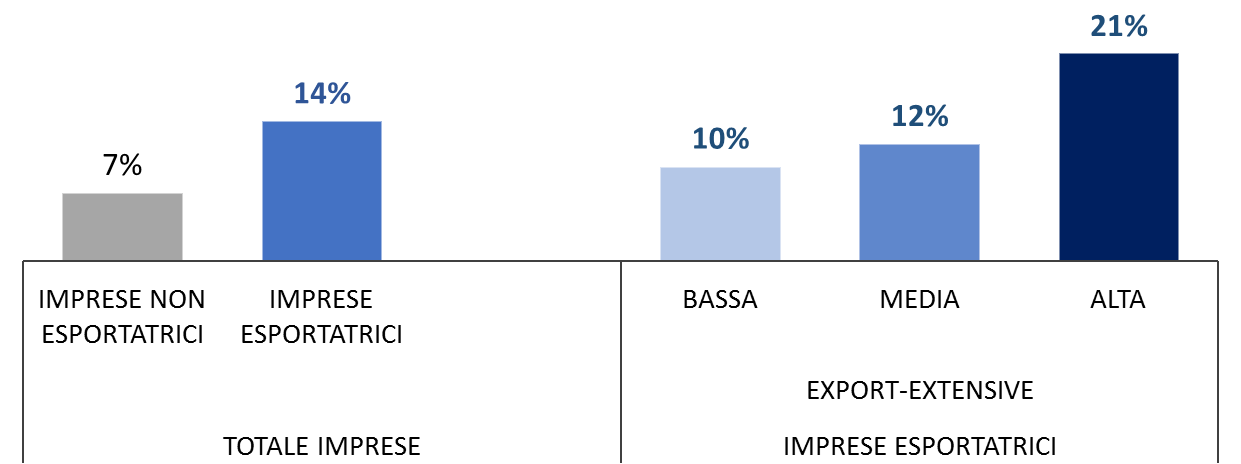 7%
14%
10%
12%
21%
IMPRESE NON
ESPORTATRICI
IMPRESE
ESPORTATRICI
BASSA
MEDIA
ALTA
EXPORT-EXTENSIVE
TOTALE IMPRESE
IMPRESE ESPORTATRICI